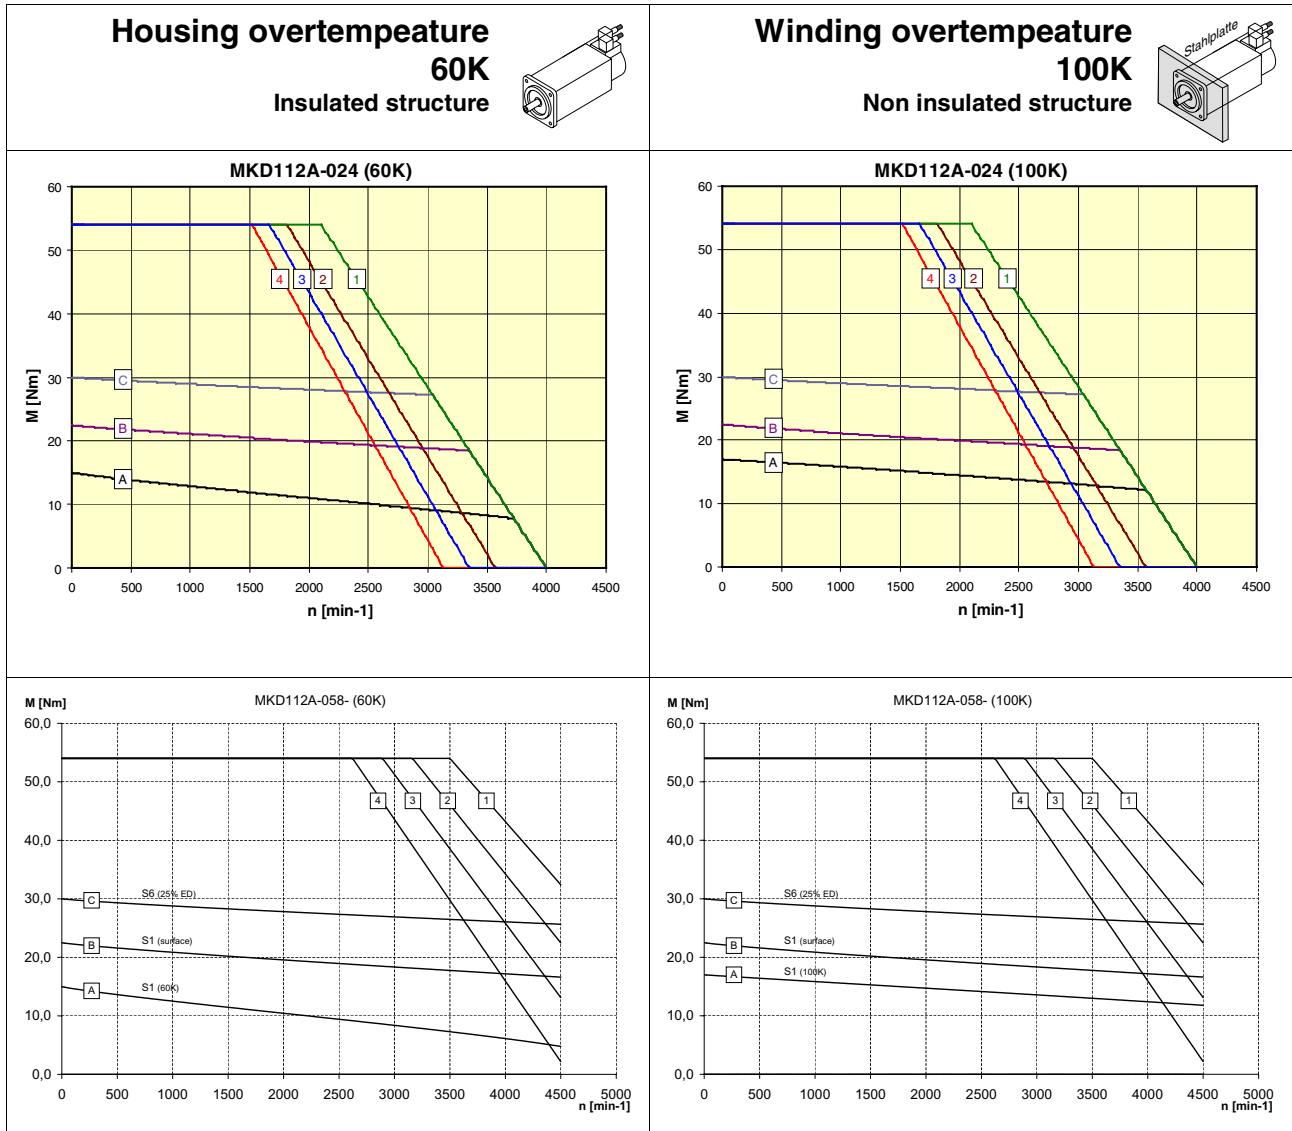 Housing overtempeature
60K
Insulated structure
Winding overtempeature
100K
Non insulated structure
Stahlplatte
MKD112A-024 (60K)
60
50
40
30
20
10
0
M [Nm]
4
3
2
1
C
B
A
0 500 1000 1500 2000 2500 3000 3500 4000 4500
n [min-1]
MKD112A-024 (100K)
60
50
40
30
20
10
0
M [Nm]
4
3
2
1
C
B
A
0 500 1000 1500 2000 2500 3000 3500 4000 4500
n [min-1]
M [Nm]
MKD112A-058- (60K)
60,0
50,0
40,0
30,0
20,0
10,0
0,0
4
3
2
1
C
S6 (25% ED)
B
S1 (surface)
A
S1 (60K)
0 500 1000 1500 2000 2500 3000 3500 4000 4500 5000
n [min-1]
M [Nm]
MKD112A-058- (100K)
60,0
50,0
40,0
30,0
20,0
10,0
0,0
4
3
2
1
C
S6 (25% ED)
B
S1 (surface)
A
S1 (100K)
0 500 1000 1500 2000 2500 3000 3500 4000 4500 5000
n [min-1]